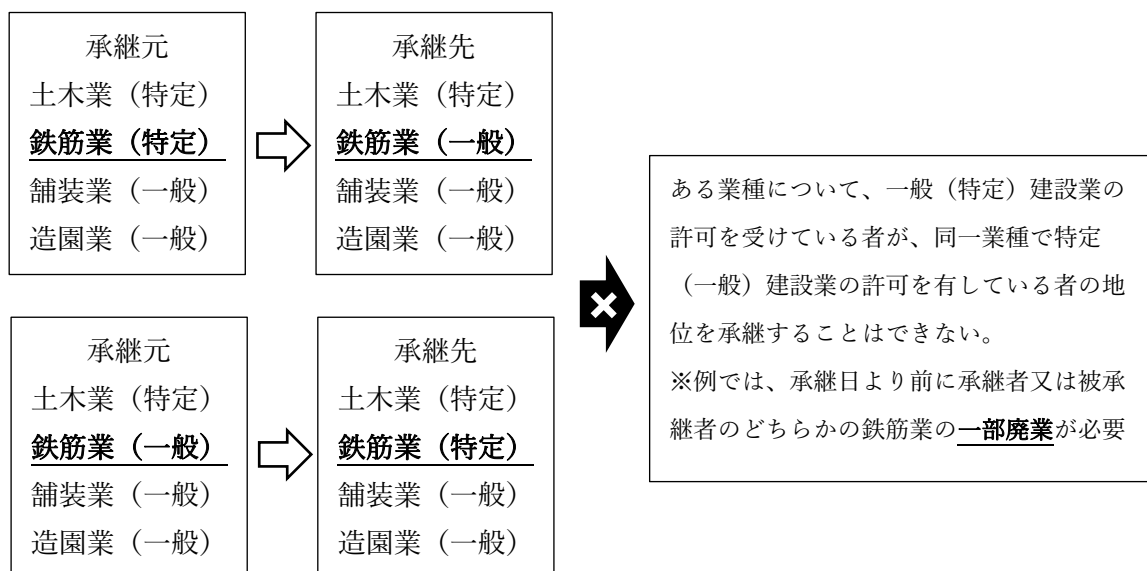 承継元
土木業（特定）
鉄筋業（特定）
舗装業（一般）
造園業（一般）
承継先
土木業（特定）
鉄筋業（一般）
舗装業（一般）
造園業（一般）
承継元
土木業（特定）
鉄筋業（一般）
舗装業（一般）
造園業（一般）
承継先
土木業（特定）
鉄筋業（特定）
舗装業（一般）
造園業（一般）
ある業種について、一般（特定）建設業の
許可を受けている者が、同一業種で特定
（一般）建設業の許可を有している者の地
位を承継することはできない。
※例では、承継日より前に承継者又は被承
継者のどちらかの鉄筋業の一部廃業が必要